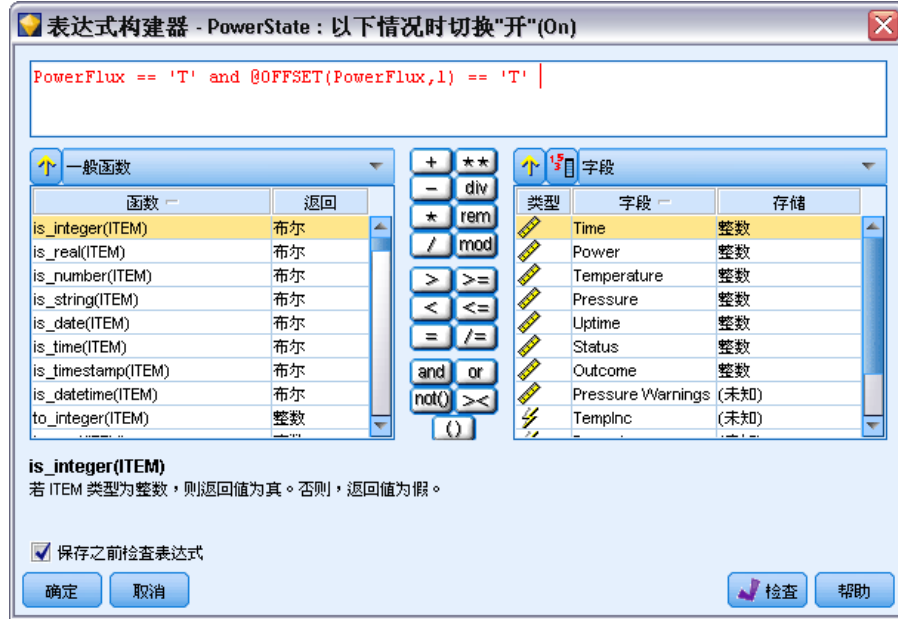 表达式构建器 - PowerState : 以下情况时切换"开"(On)
PowerFlux == 'T' and @OFFSET(PowerFlux,1) == 'T'
一般函数
函数 返回
is_integer(ITEM) 布尔
is_real(ITEM) 布尔
is_number(ITEM) 布尔
is_string(ITEM) 布尔
is_date(ITEM) 布尔
is_time(ITEM) 布尔
is_timestamp(ITEM) 布尔
is_datetime(ITEM) 布尔
to_integer(ITEM) 整数
+ **
- div
* rem
/ mod
> >=
< <=
= /=
and or
not() ><
()
字段
类型 字段 存储
Time 整数
Power 整数
Temperature 整数
Pressure 整数
Uptime 整数
Status 整数
Outcome 整数
Pressure Warnings (未知)
TempInc (未知)
is_integer(ITEM)
若 ITEM 类型为整数，则返回值为真。否则，返回值为假。
保存之前检查表达式
确定 取消 检查 帮助